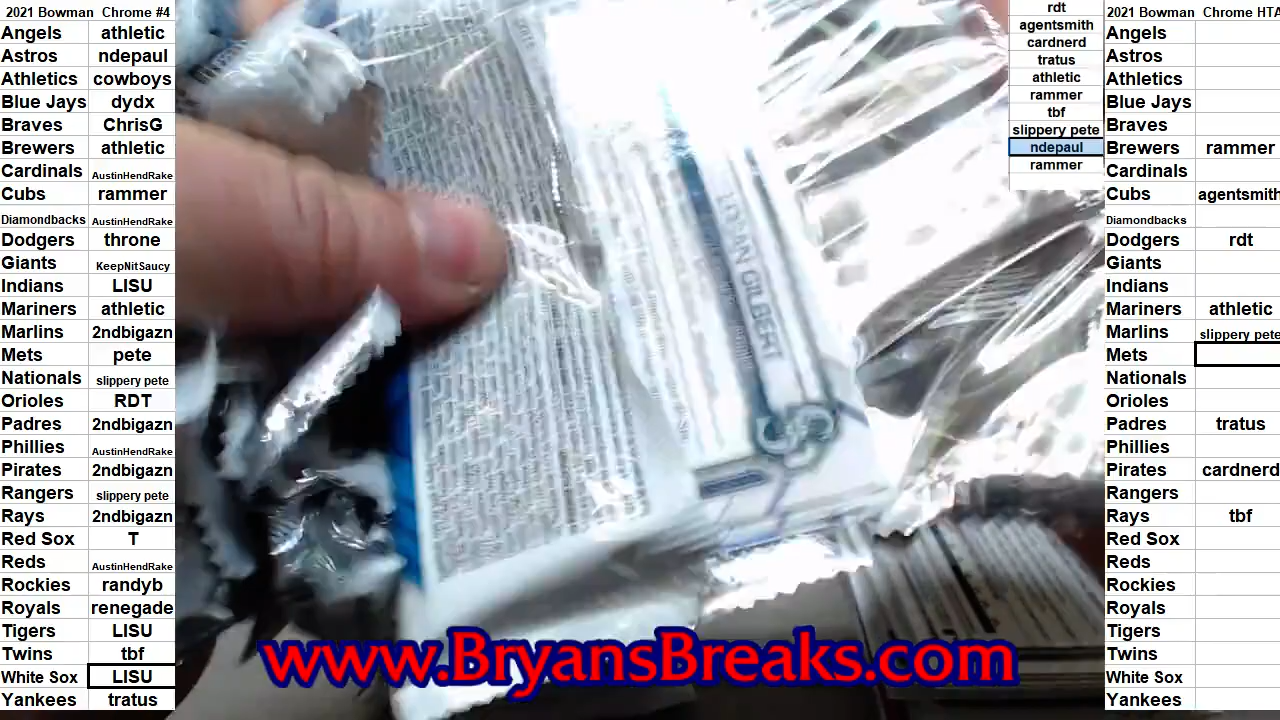 2021 Bowman Chrome #4
Angels athletic
Astros ndepaul
Athletics cowboys
Blue Jays dydx
Braves ChrisG
Brewers athletic
Cardinals AustinHendRake
Cubs rammer
Diamondbacks AustinHendRake
Dodgers throne
Giants KeepNitSaucy
Indians LISU
Mariners athletic
Marlins 2ndbigazn
Mets pete
Nationals slippery pete
Orioles RDT
Padres 2ndbigazn
Phillies AustinHendRake
Pirates 2ndbigazn
Rangers slippery pete
Rays 2ndbigazn
Red Sox T
Reds AustinHendRake
Rockies randyb
Royals renegade
Tigers LISU
Twins tbf
White Sox LISU
Yankees tratus
GILBERT
www.BryansBreaks.com
rdt
agentsmith
cardnerd
tratus
athletic
rammer
tbf
slippery pete
ndepaul
rammer
2021 Bowman Chrome HTA
Angels
Astros
Athletics
Blue Jays
Braves
Brewers rammer
Cardinals
Cubs agentsmith
Diamondbacks
Dodgers rdt
Giants
Indians
Mariners athletic
Marlins slippery pete
Mets
Nationals
Orioles
Padres tratus
Phillies
Pirates cardnerd
Rangers
Rays tbf
Red Sox
Reds
Rockies
Royals
Tigers
Twins
White Sox
Yankees